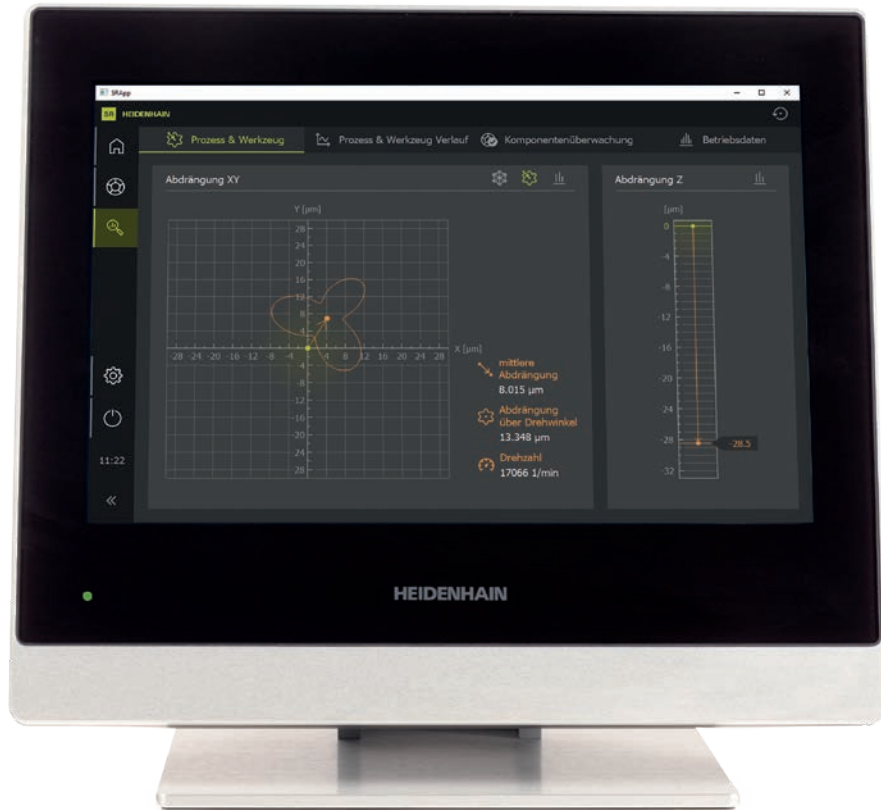 SRApp
SR HEIDENHAIN
Prozess & Werkzeug
Prozess & Werkzeug Verlauf
Komponentenüberwachung
Betriebsdaten
Abdrängung XY
Y [µm]
28
24
20
16
12
8
4
-28 -24 -20 -16 -12 -8 -4 4 8 12 16 20 24 28
X [µm]
-4
-8
-12
-16
-20
24
28
mittlere
Abdrängung
8.015 µm
Abdrängung
über Drehwinkel
13.348 µm
Drehzahl
17066 1/min
Abdrängung Z
[µm]
0
-4
-8
-12
-16
-20
-24
-28
-28.5
-32
11:22
HEIDENHAIN